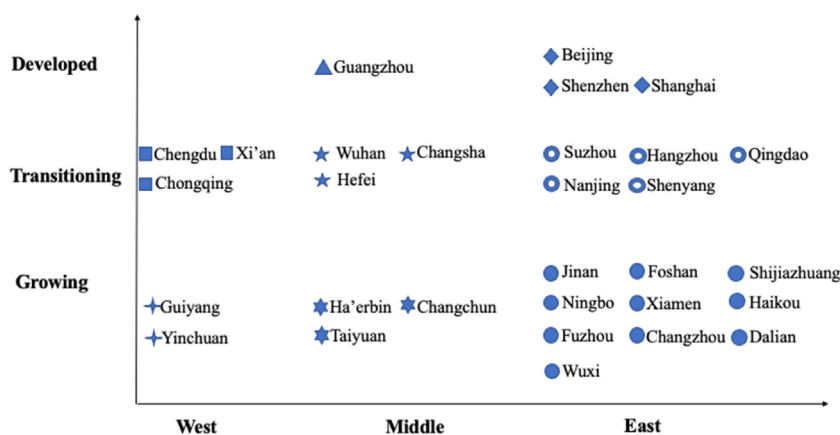 Developed
Guangzhou
Beijing
Shenzhen Shanghai
Transitioning
Chengdu Xi'an Wuhan Changsha Suzhou Hangzhou Qingdao
Chongqing Hefei Nanjing Shenyang
Growing
Jinan Foshan Shijiazhuang
Guiyang Ha'erbin Changchun Ningbo Xiamen Haikou
Yinchuan Taiyuan Fuzhou Changzhou Dalian
Wuxi
West Middle East